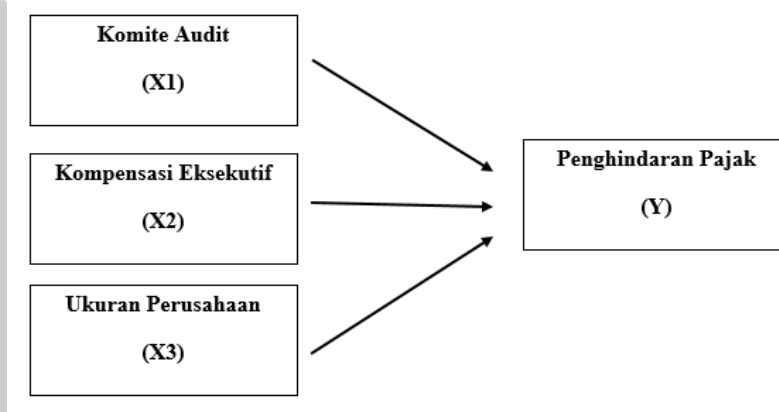 Komite Audit
(X1)
Kompensasi Eksekutif
(X2)
Ukuran Perusahaan
(X3)
Penghindaran Pajak
(Y)